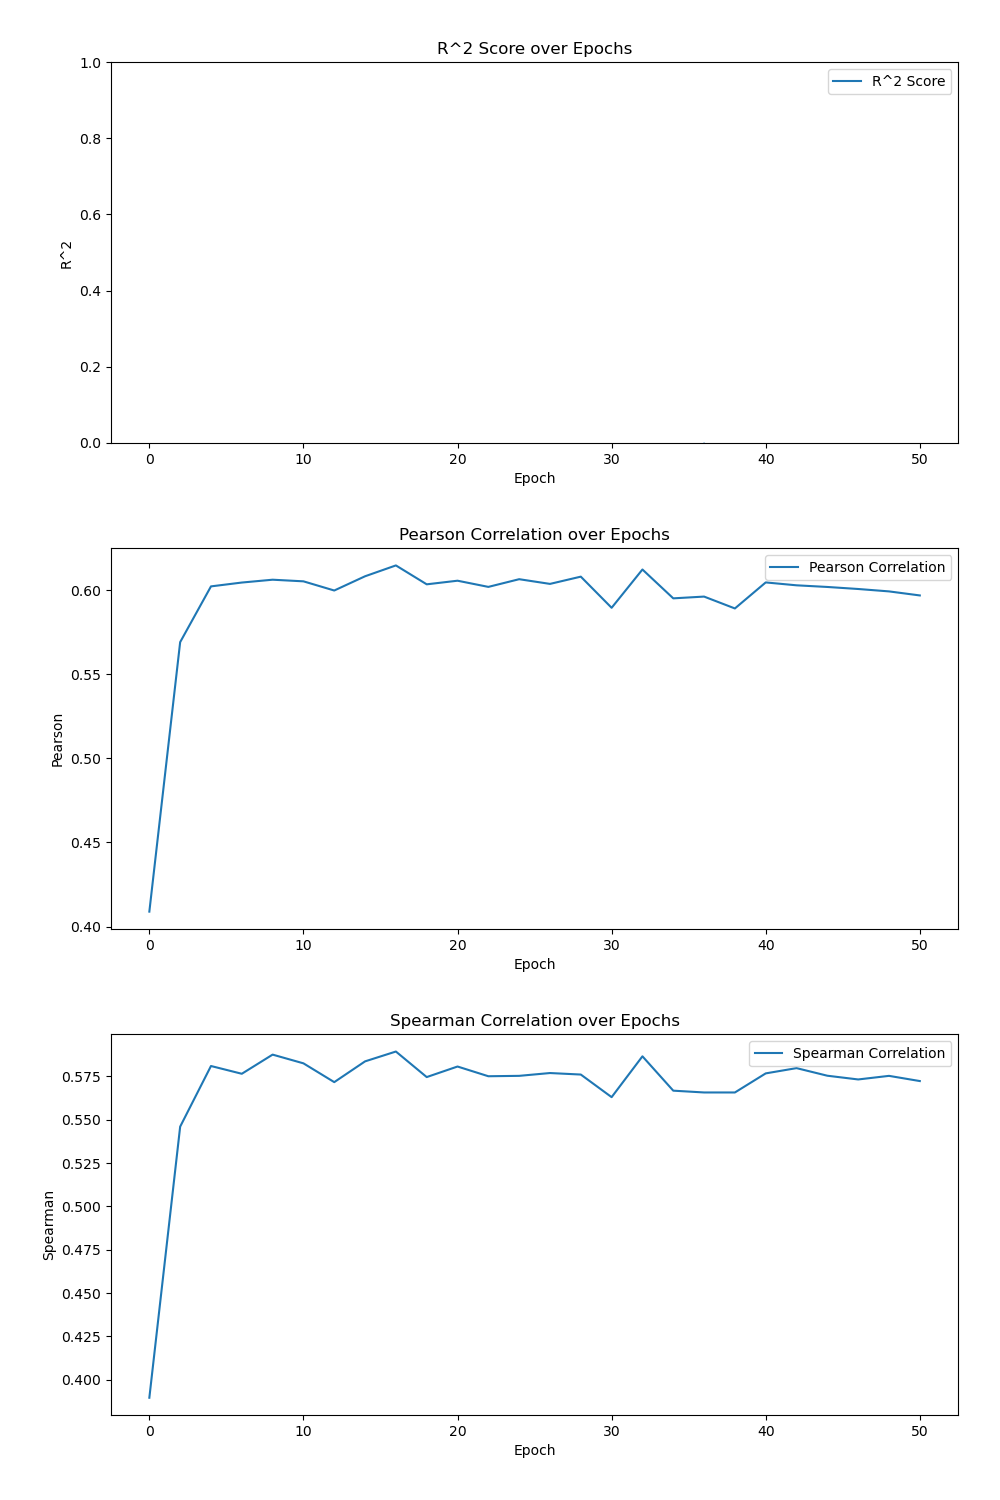 R^2 Score over Epochs
1.0
R^2 Score
0.8
0.6
R^2
0.4
0.2
0.0
0 10 20 30 40 50
Epoch
Pearson Correlation over Epochs
Pearson Correlation
0.60
0.55
Pearson
0.50
0.45
0.40
0 10 20 30 40 50
Epoch
Spearman Correlation over Epochs
Spearman Correlation
0.575
0.550
0.525
0.500
Spearman
0.475
0.450
0.425
0.400
0 10 20 30 40 50
Epoch